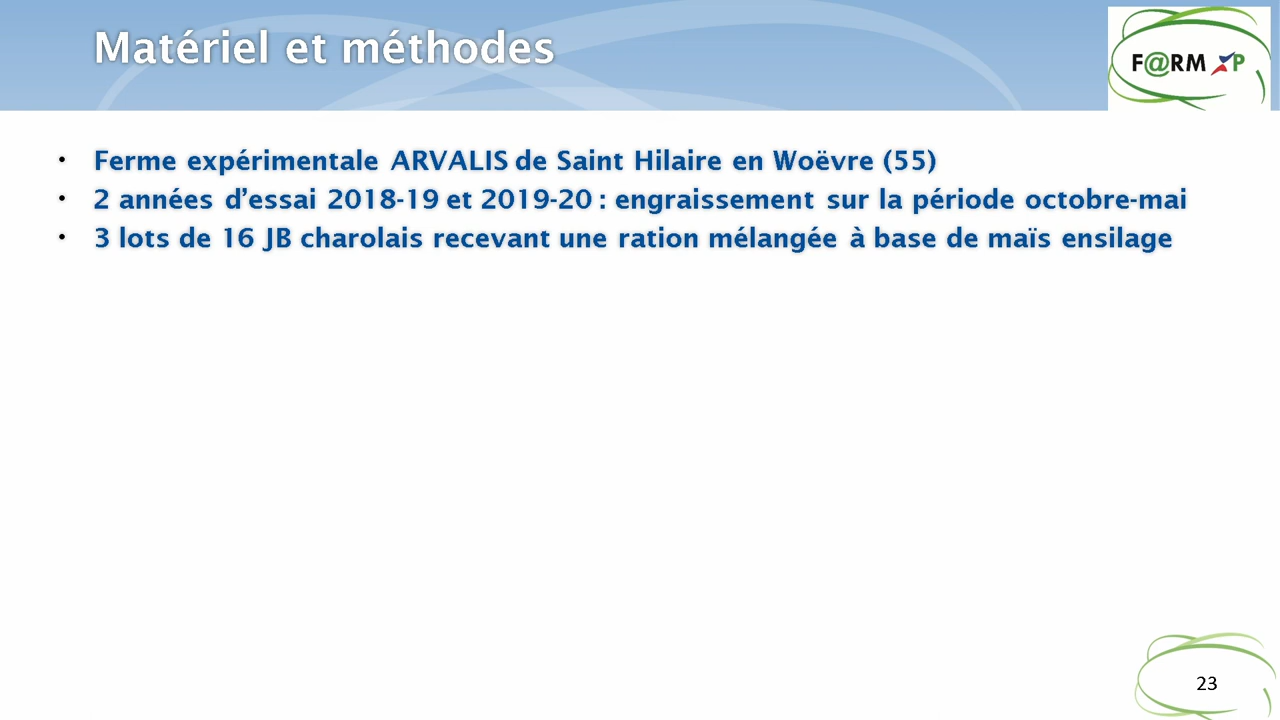 Matériel et méthodes
F@RM XP
• Ferme expérimentale ARVALIS de Saint Hilaire en Woëvre (55)
• 2 années d’essai 2018-19 et 2019-20 : engraissement sur la période octobre-mai
• 3 lots de 16 JB charolais recevant une ration mélangée à base de maïs ensilage
23